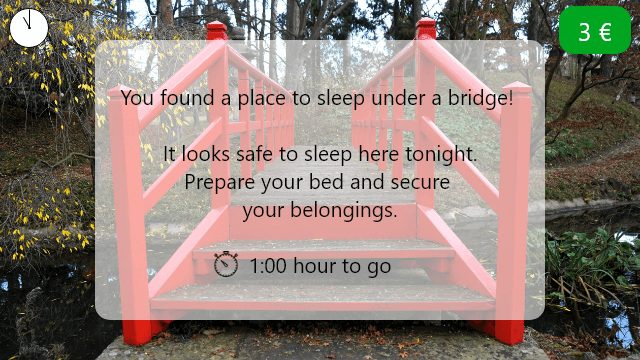 3 €
You found a place to sleep under a bridge!
It looks safe to sleep here tonight.
Prepare your bed and secure
your belongings.
1:00 hour to go